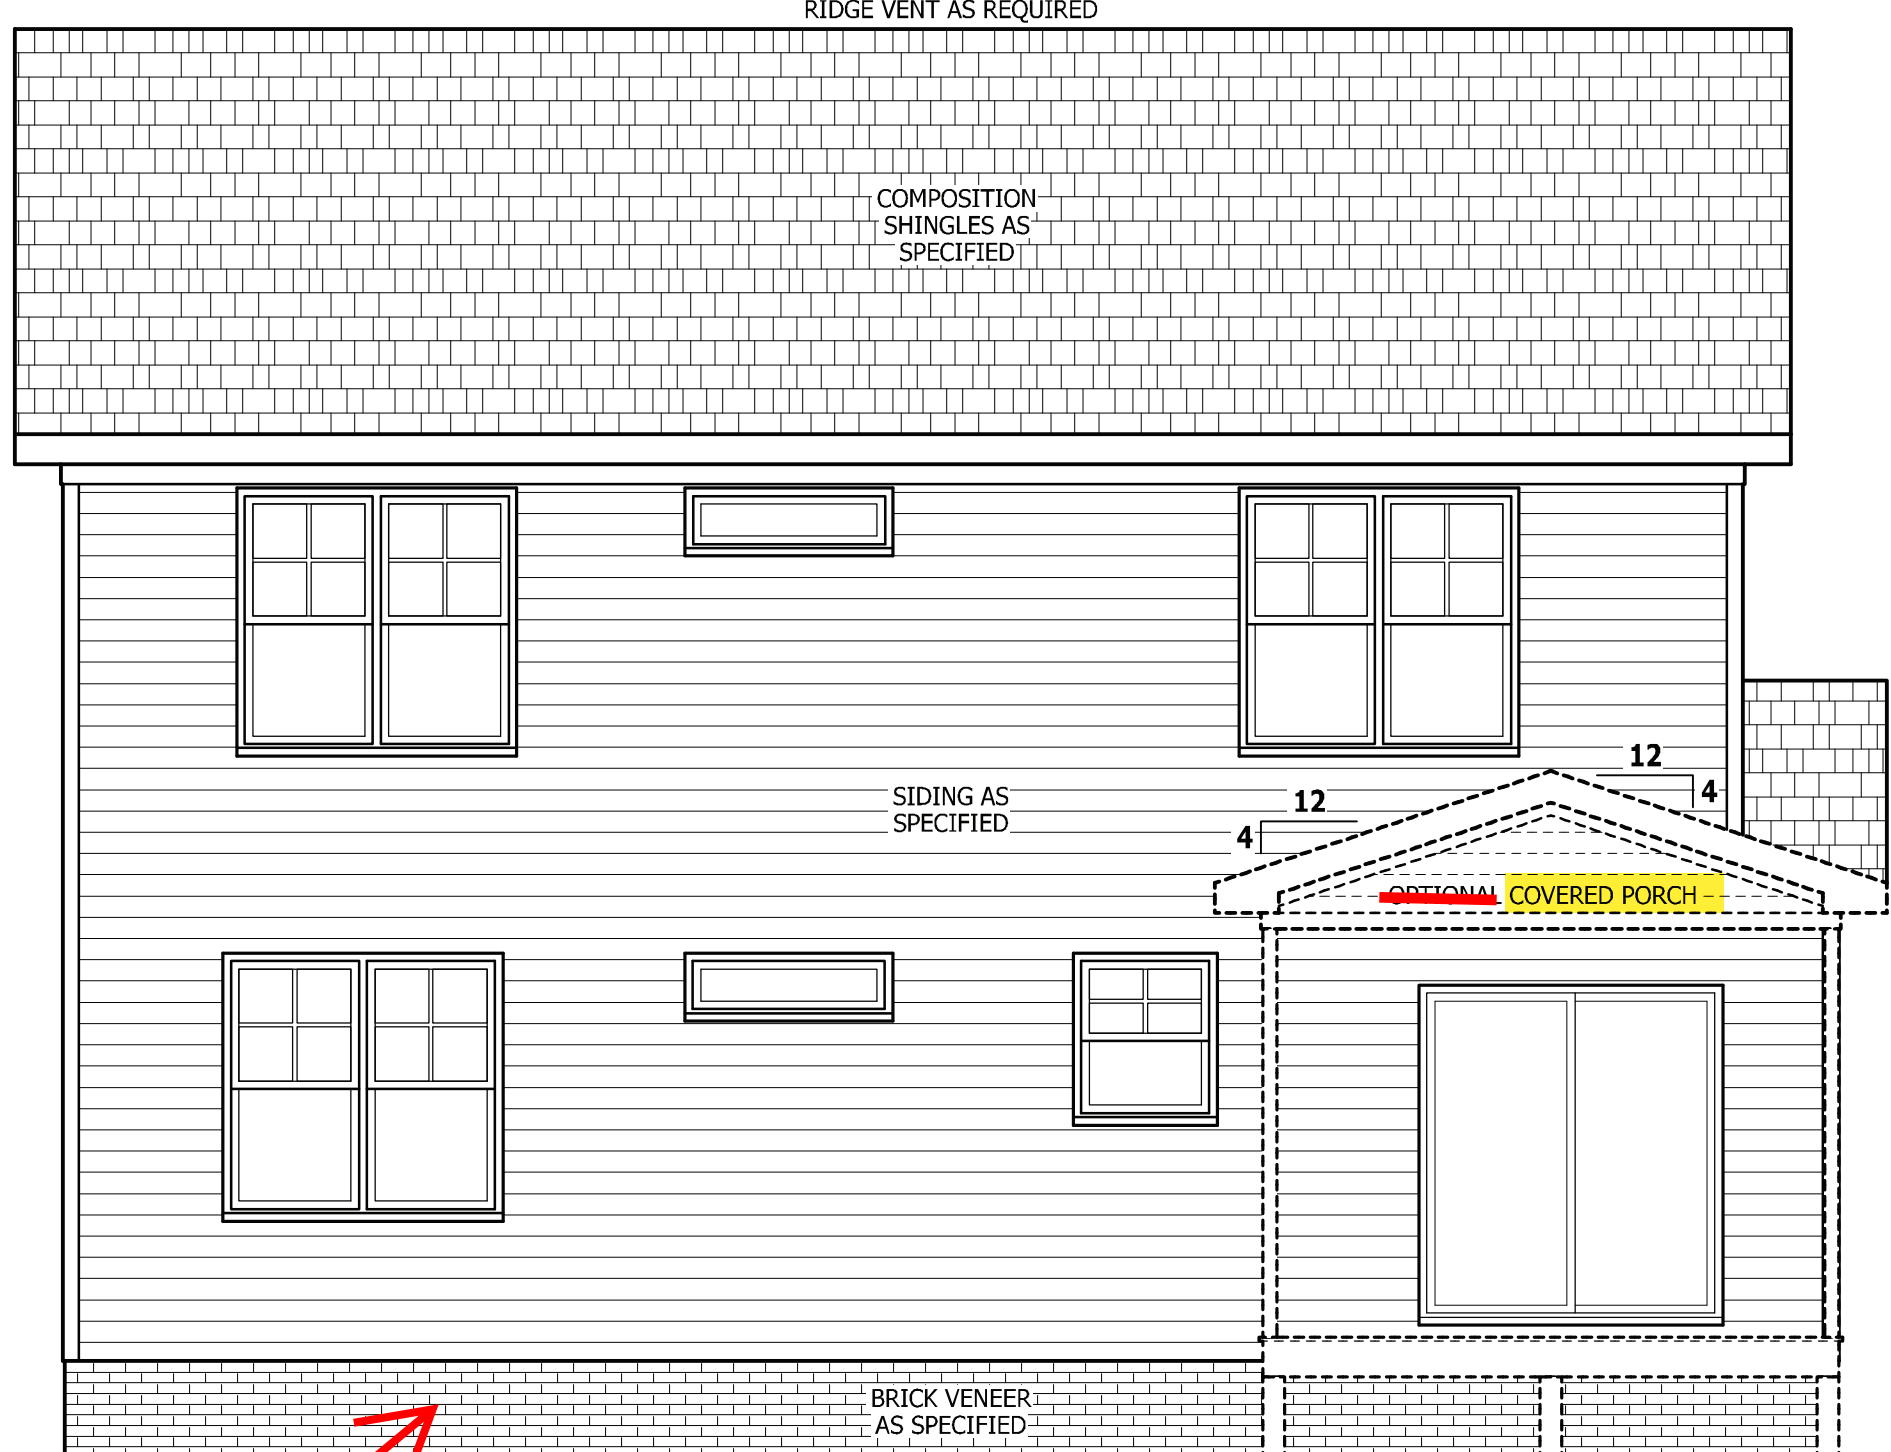 RIDGE VENT AS REQUIRED
COMPOSITION
SHINGLES AS
SPECIFIED
12
4
12
4
SIDING AS
SPECIFIED
OPTIONAL COVERED PORCH
BRICK VENEER
AS SPECIFIED